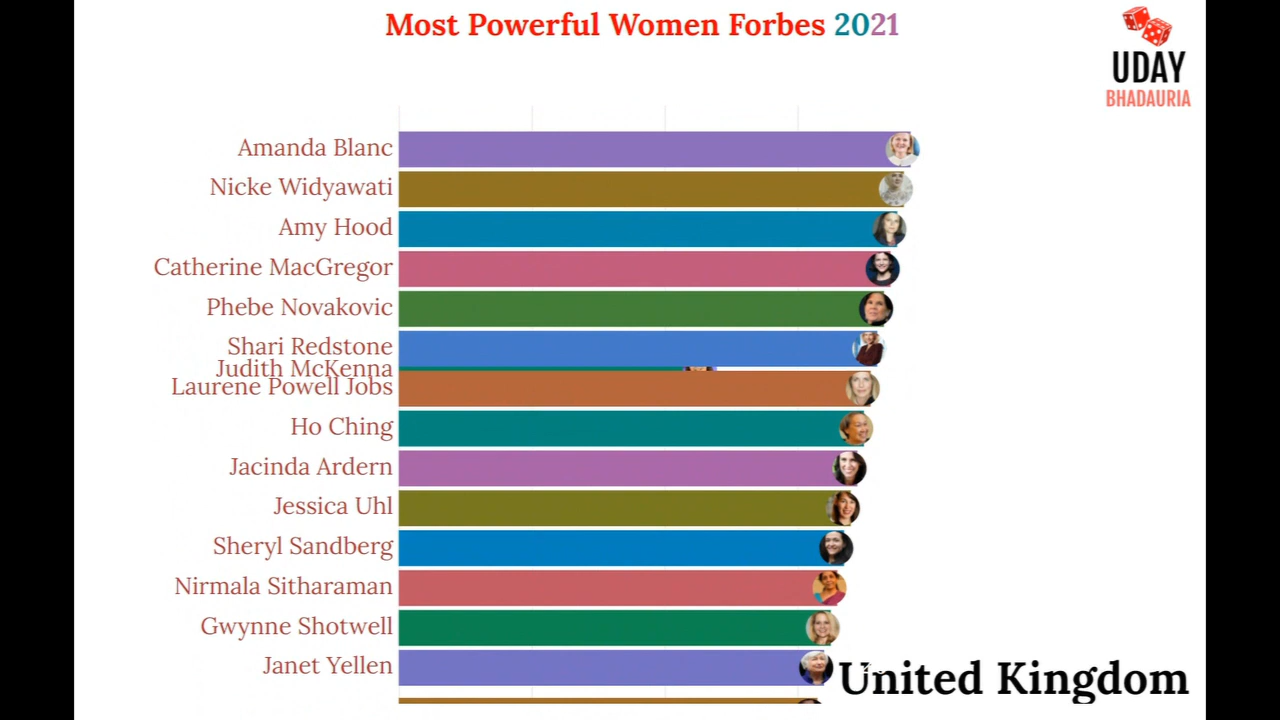 Most Powerful Women Forbes 2021
UDAY
BHADAURIA
Amanda Blanc
Nicke Widyawati
Amy Hood
Catherine MacGregor
Phebe Novakovic
Shari Redstone
Judith McKenna
Laurene Powell Jobs
Ho Ching
Jacinda Ardern
Jessica Uhl
Sheryl Sandberg
Nirmala Sitharaman
Gwynne Shotwell
Janet Yellen
United Kingdom